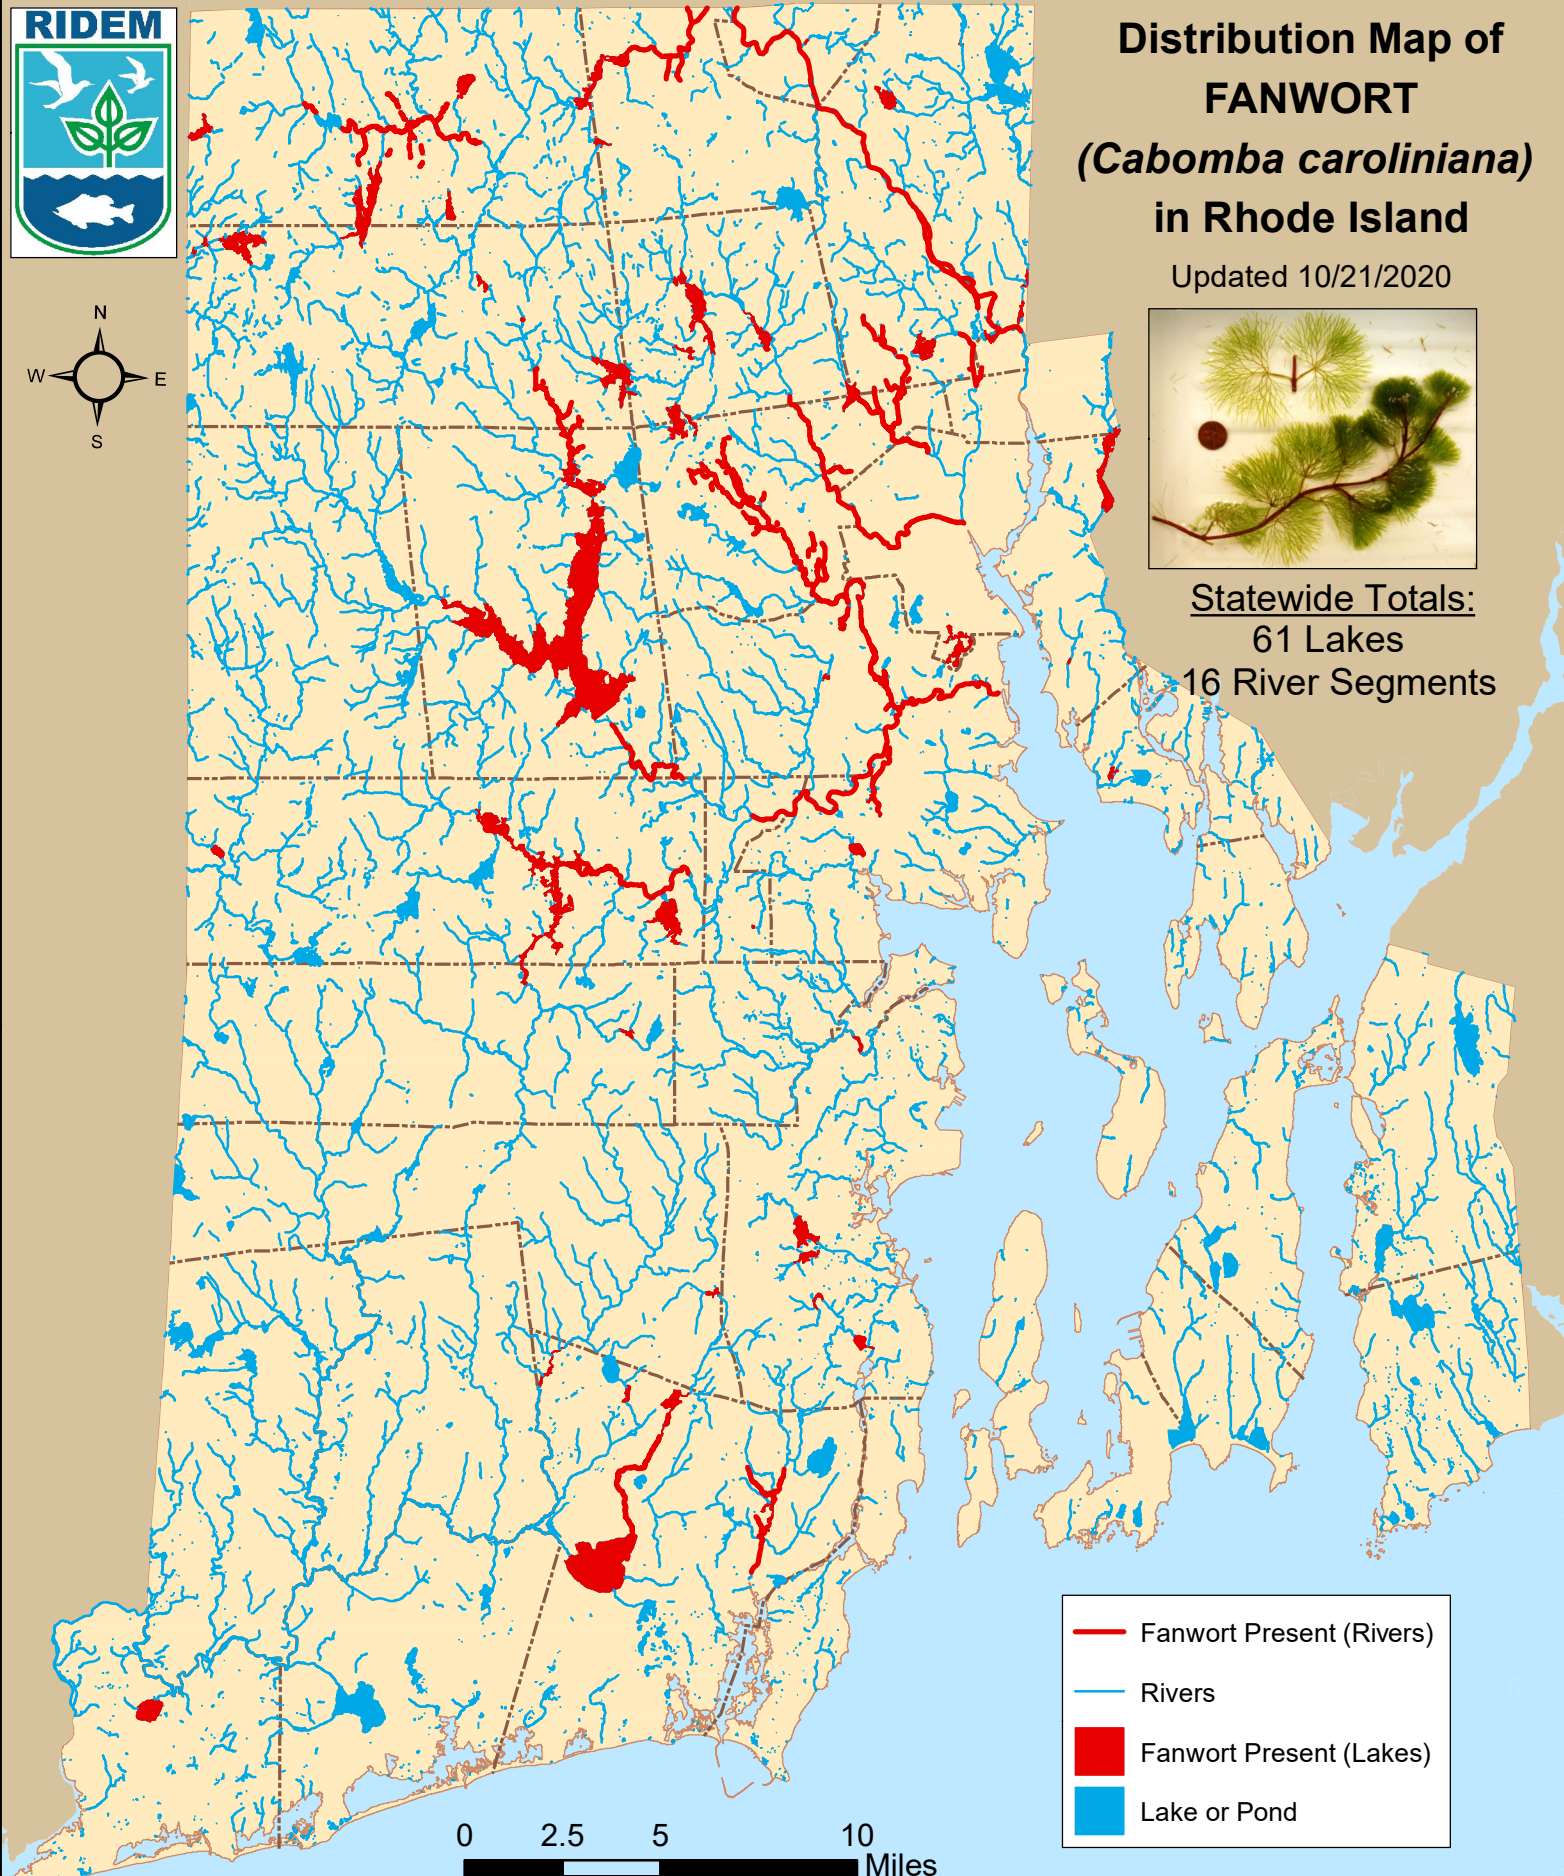 RIDEM
Distribution Map of
FANWORT
(Cabomba caroliniana)
in Rhode Island
Updated 10/21/2020
N
W
E
S
Statewide Totals:
61 Lakes
16 River Segments
Fanwort Present (Rivers)
Rivers
Fanwort Present (Lakes)
Lake or Pond
0 2.5 5 10
Miles